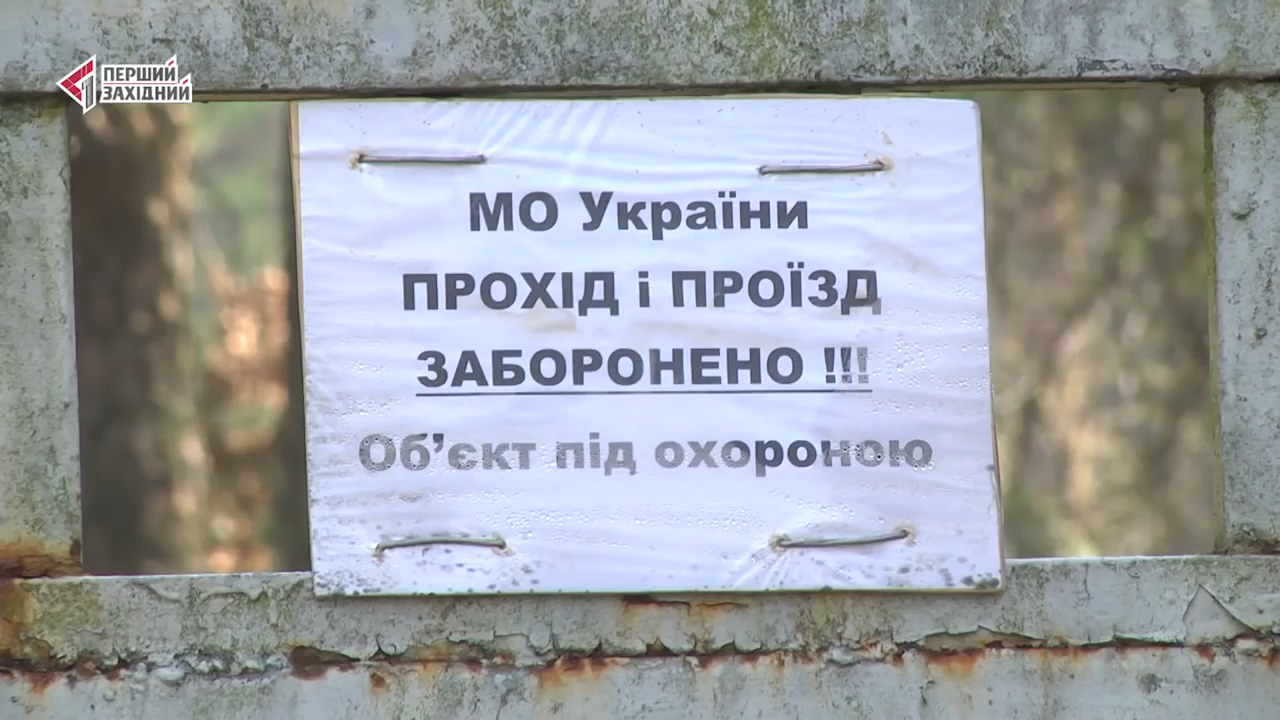 ПЕРШИЙ
ЗАХІДНИЙ
МО України
ПРОХІД і ПРОЇЗД
ЗАБОРОНЕНО !!!
Об'єкт під охороною